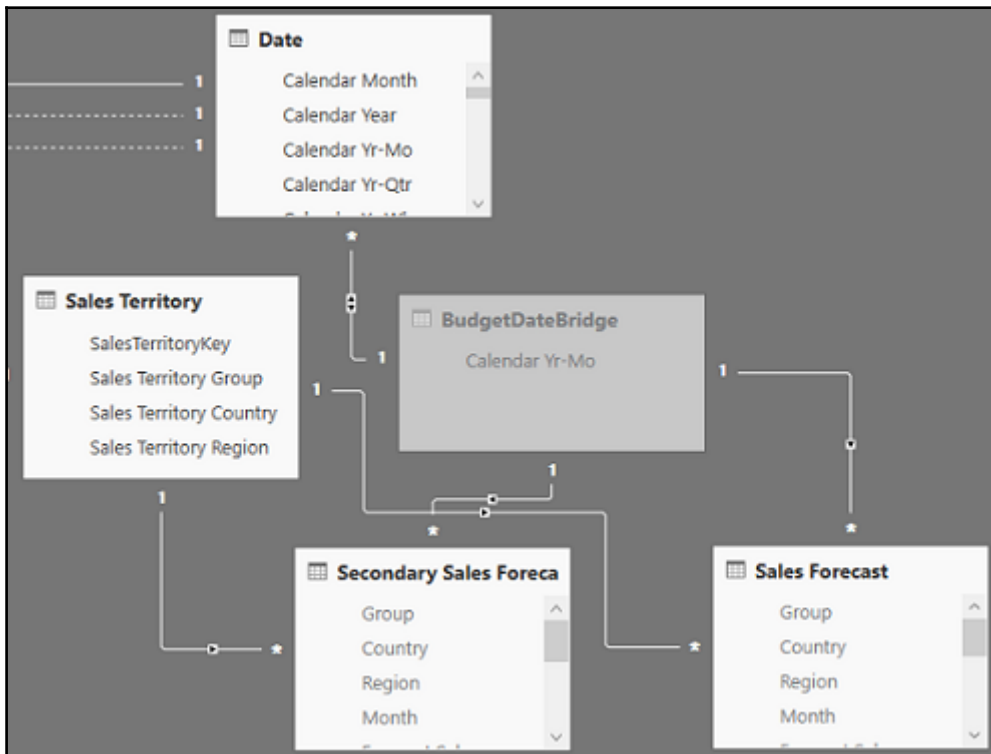 Date
Calendar Month
Calendar Year
Calendar Yr-Mo
Calendar Yr-Qtr
1
1
1
*
Sales Territory
SalesTerritoryKey
Sales Territory Group
Sales Territory Country
Sales Territory Region
BudgetDateBridge
Calendar Yr-Mo
1
1
1
1
1
*
*
*
*
Secondary Sales Foreca
Group
Country
Region
Month
Sales Forecast
Group
Country
Region
Month